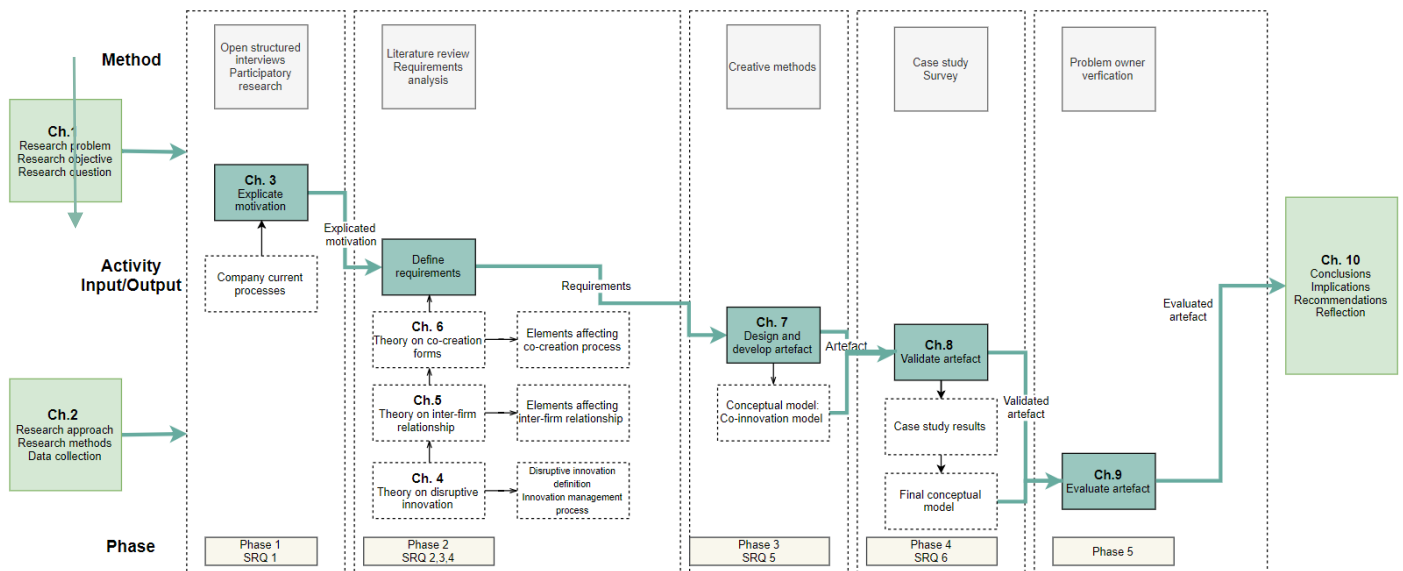 Method
Open structured
interviews
Participatory
research
Literature review
Requirements
analysis
Creative methods
Case study
Survey
Problem owner
verfication
Ch.1
Research problem
Research objective
Research question
Ch. 3
Explicate
motivation
Explicated
motivation
Activity
Input/Output
Company current
processes
Define
requirements
Requirements
Ch. 6
Theory on co-creation
forms
Elements affecting
co-creation process
Ch.5
Theory on inter-firm
relationship
Elements affecting
inter-firm relationship
Ch. 4
Theory on disruptive
innovation
Disruptive innovation
definition
Innovation management
process
Ch. 7
Design and
develop artefact
Artefact
Conceptual model:
Co-innovation model
Ch.8
Validate artefact
Validated
artefact
Case study results
Final conceptual
model
Ch.9
Evaluate artefact
Evaluated
artefact
Ch. 10
Conclusions
Implications
Recommendations
Reflection
Ch.2
Research approach
Research methods
Data collection
Phase
Phase 1
SRQ 1
Phase 2
SRQ 2,3,4
Phase 3
SRQ 5
Phase 4
SRQ 6
Phase 5